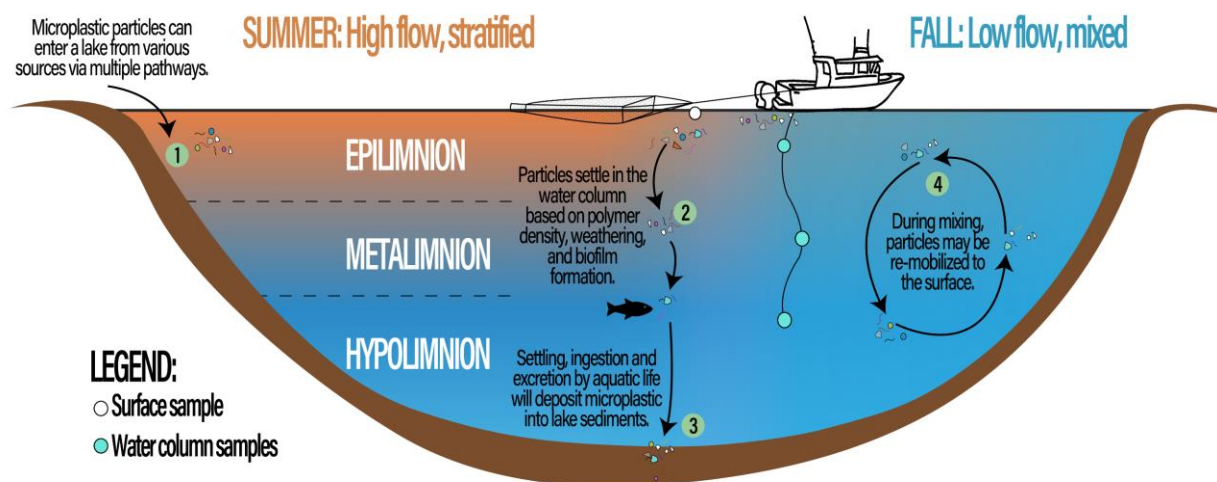 Microplastic particles can
enter a lake from various
sources via multiple pathways.
SUMMER: High flow, stratified
FALL: Low flow, mixed
1
EPILIMNION
Particles settle in the
water column
based on polymer
density, weathering,
and biofilm
formation.
2
METALIMNION
4
During mixing,
particles may be
re-mobilized to
the surface.
HYPOLIMNION
Settling, ingestion and
excretion by aquatic life
will deposit microplastic
into lake sediments.
3
LEGEND:
Surface sample
Water column samples